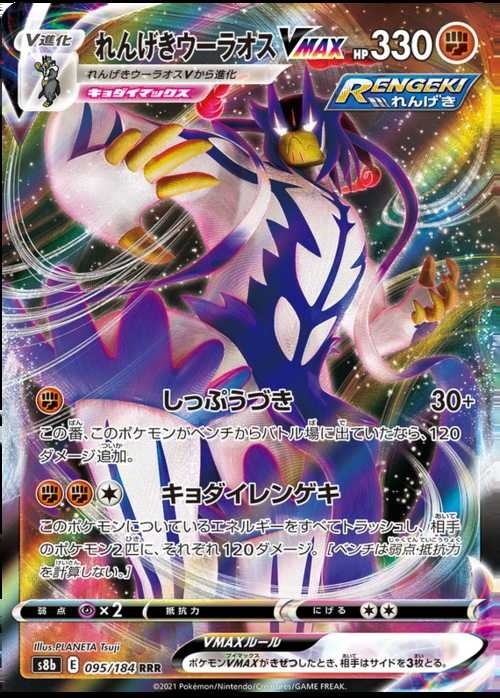 V進化
れんげきウーラオスVMAX HP330
れんげきウーラオスVから進化
キョダイマックス
RENGEKI
れんげき
しっぷうづき 30+
この番、このポケモンがベンチからバトル場に出ていたなら、120
ダメージ追加。
キョダイレンゲキ
このポケモンについているエネルギーをすべてトラッシュし、相手
のポケモン2匹に、それぞれ120ダメージ。[ベンチは弱点・抵抗力
を計算しない。]
弱点 ×2 抵抗力 にげる
Illus.PLANETA Tsuji
s8b E 095/184 RRR
VMAXルール
ポケモンVMAXがきぜつしたとき、相手はサイドを3枚とる。
©2021 Pokémon/Nintendo/Creatures/GAME FREAK.